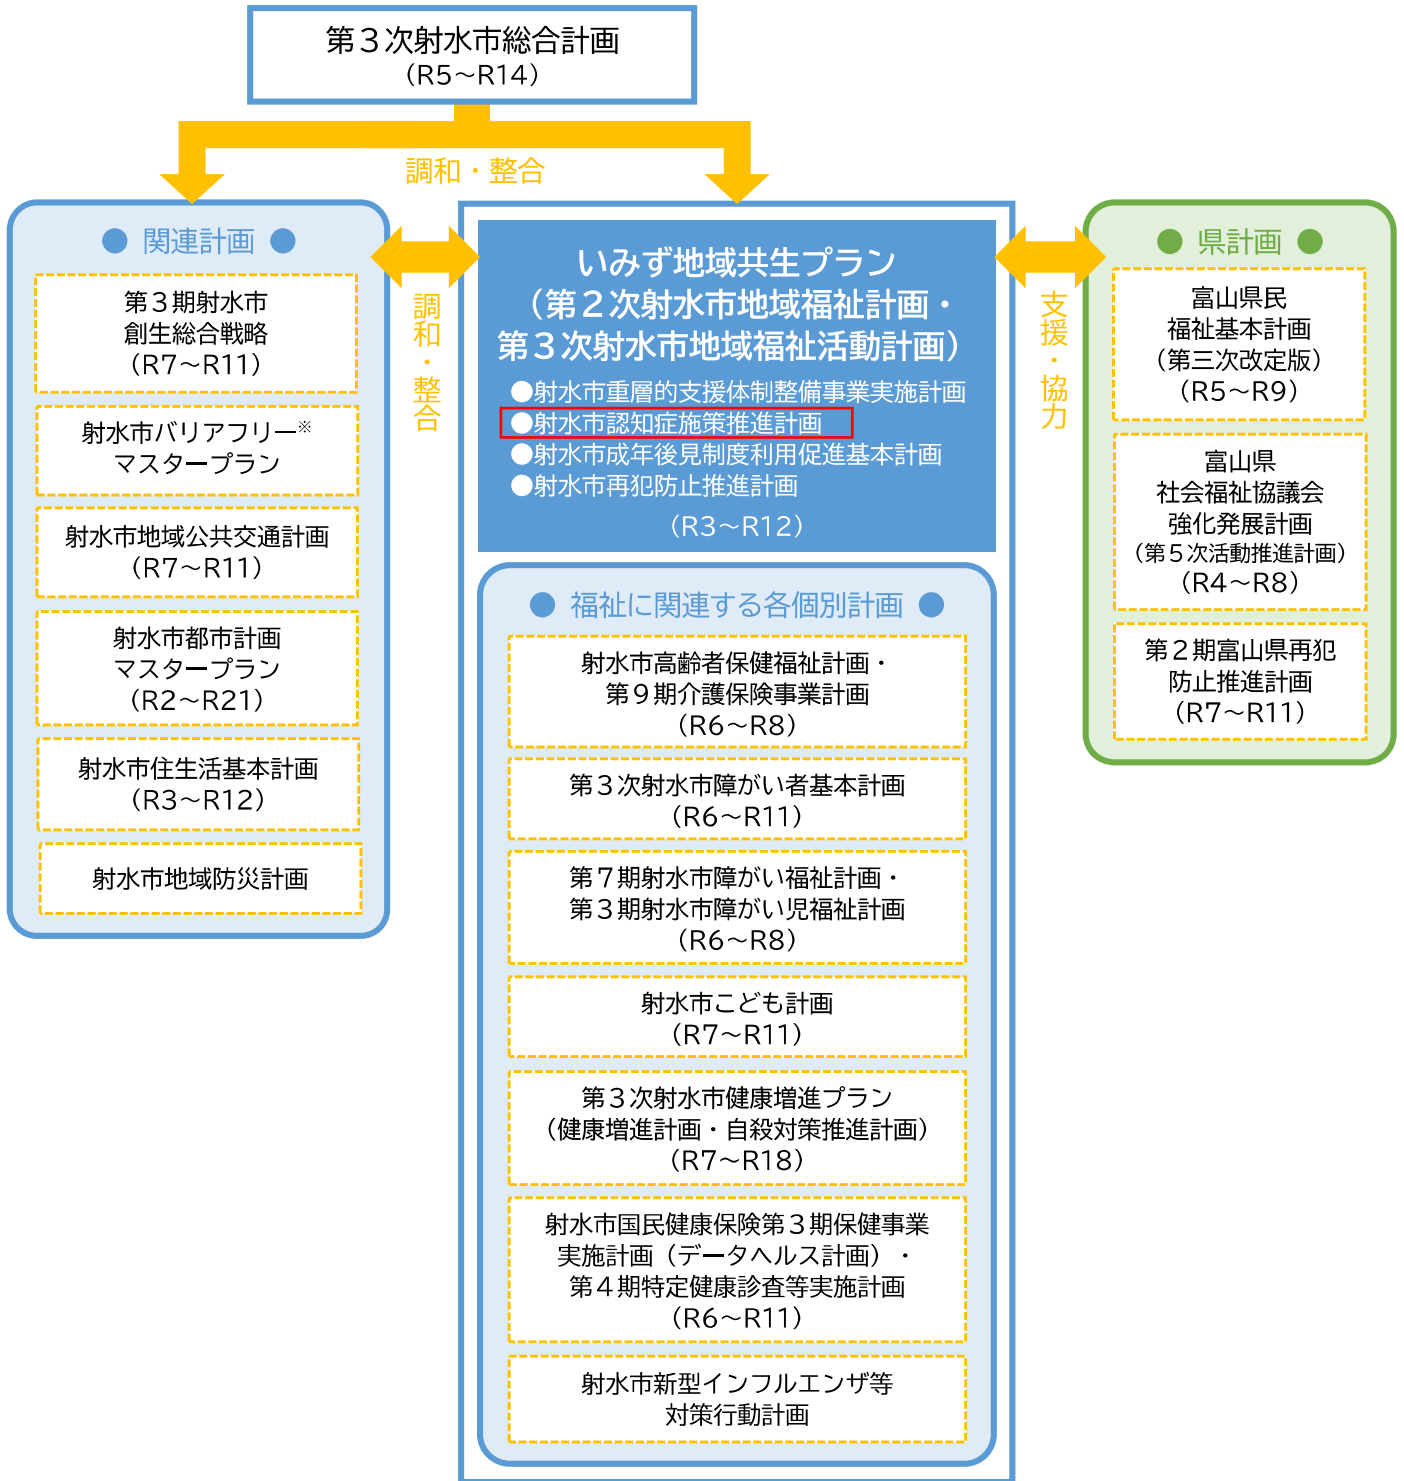 第３次射水市総合計画
（R5～R14）
調和・整合
● 関連計画 ●
第３期射水市
創生総合戦略
（R7～R11）
射水市バリアフリー※
マスタープラン
射水市地域公共交通計画
（R7～R11）
射水市都市計画
マスタープラン
（R2～R21）
射水市住生活基本計画
（R3～R12）
射水市地域防災計画
調和・整合
いみず地域共生プラン
（第２次射水市地域福祉計画・
第３次射水市地域福祉活動計画）
●射水市重層的支援体制整備事業実施計画
●射水市認知症施策推進計画
●射水市成年後見制度利用促進基本計画
●射水市再犯防止推進計画
（R3～R12）
● 福祉に関連する各個別計画 ●
射水市高齢者保健福祉計画・
第９期介護保険事業計画
（R6～R8）
第３次射水市障がい者基本計画
（R6～R11）
第７期射水市障がい福祉計画・
第３期射水市障がい児福祉計画
（R6～R8）
射水市こども計画
（R7～R11）
第３次射水市健康増進プラン
（健康増進計画・自殺対策推進計画）
（R7～R18）
射水市国民健康保険第３期保健事業
実施計画（データヘルス計画）・
第４期特定健康診査等実施計画
（R6～R11）
射水市新型インフルエンザ等
対策行動計画
支援・協力
● 県計画 ●
富山県民
福祉基本計画
（第三次改定版）
（R5～R9）
富山県
社会福祉協議会
強化発展計画
（第５次活動推進計画）
（R4～R8）
第２期富山県再犯
防止推進計画
（R7～R11）